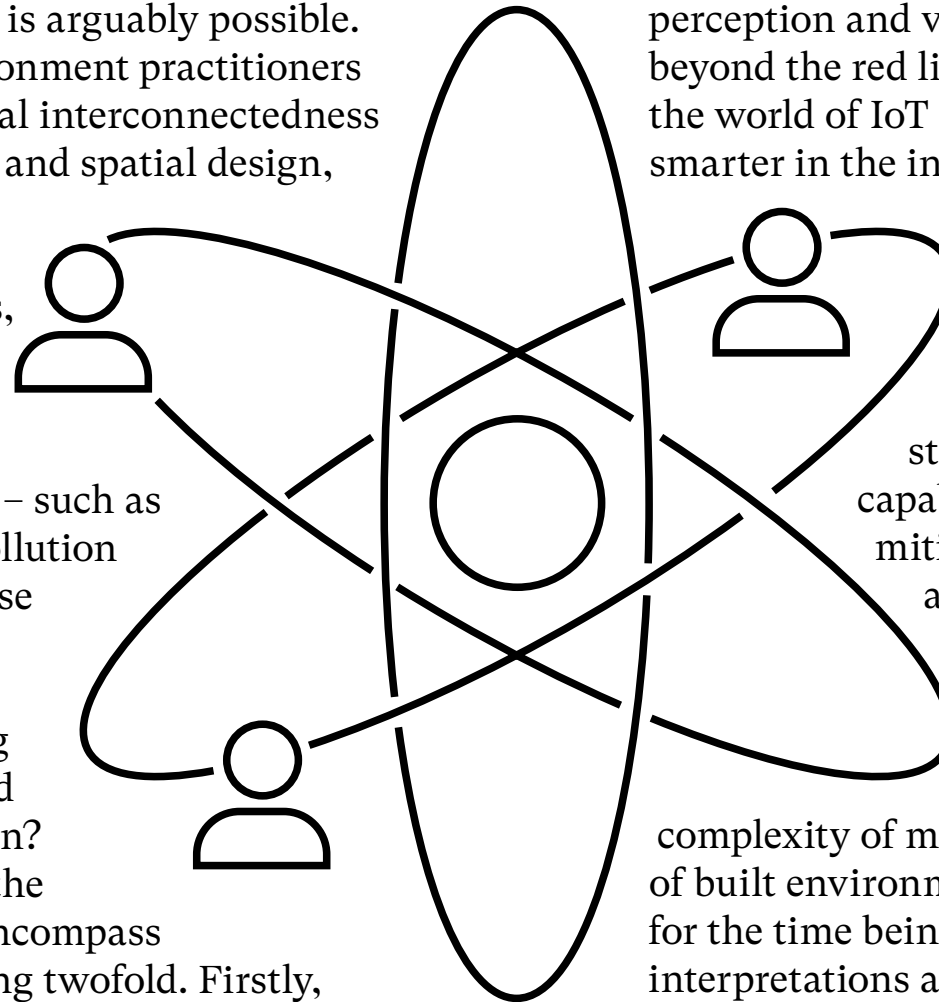 is arguably possible.
onment practitioners
al interconnectedness
and spatial design,
s,
– such as
ollution
se
g
d
n?
the
ncompass
ng twofold. Firstly,
perception and v
beyond the red li
the world of IoT
smarter in the in
st
capa
miti
a
complexity of m
of built environm
for the time bein
interpretations a